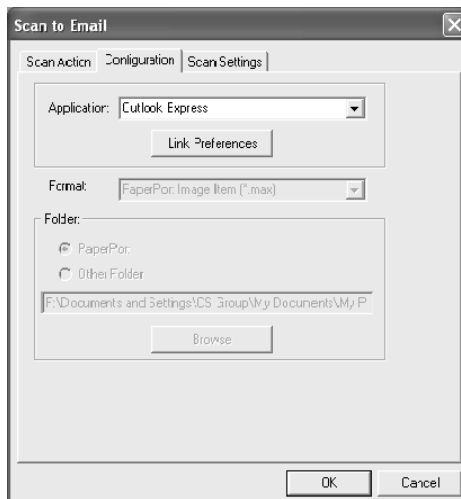 Scan to Email
Scan Action Configuration Scan Settings
Application: Outlook Express
Link Preferences
Format: PaperPort Image Item (*.max)
Folder:
PaperPort
Other Folder
F:\Documents and Settings\CS Group\My Documents\My P
Browse
OK Cancel